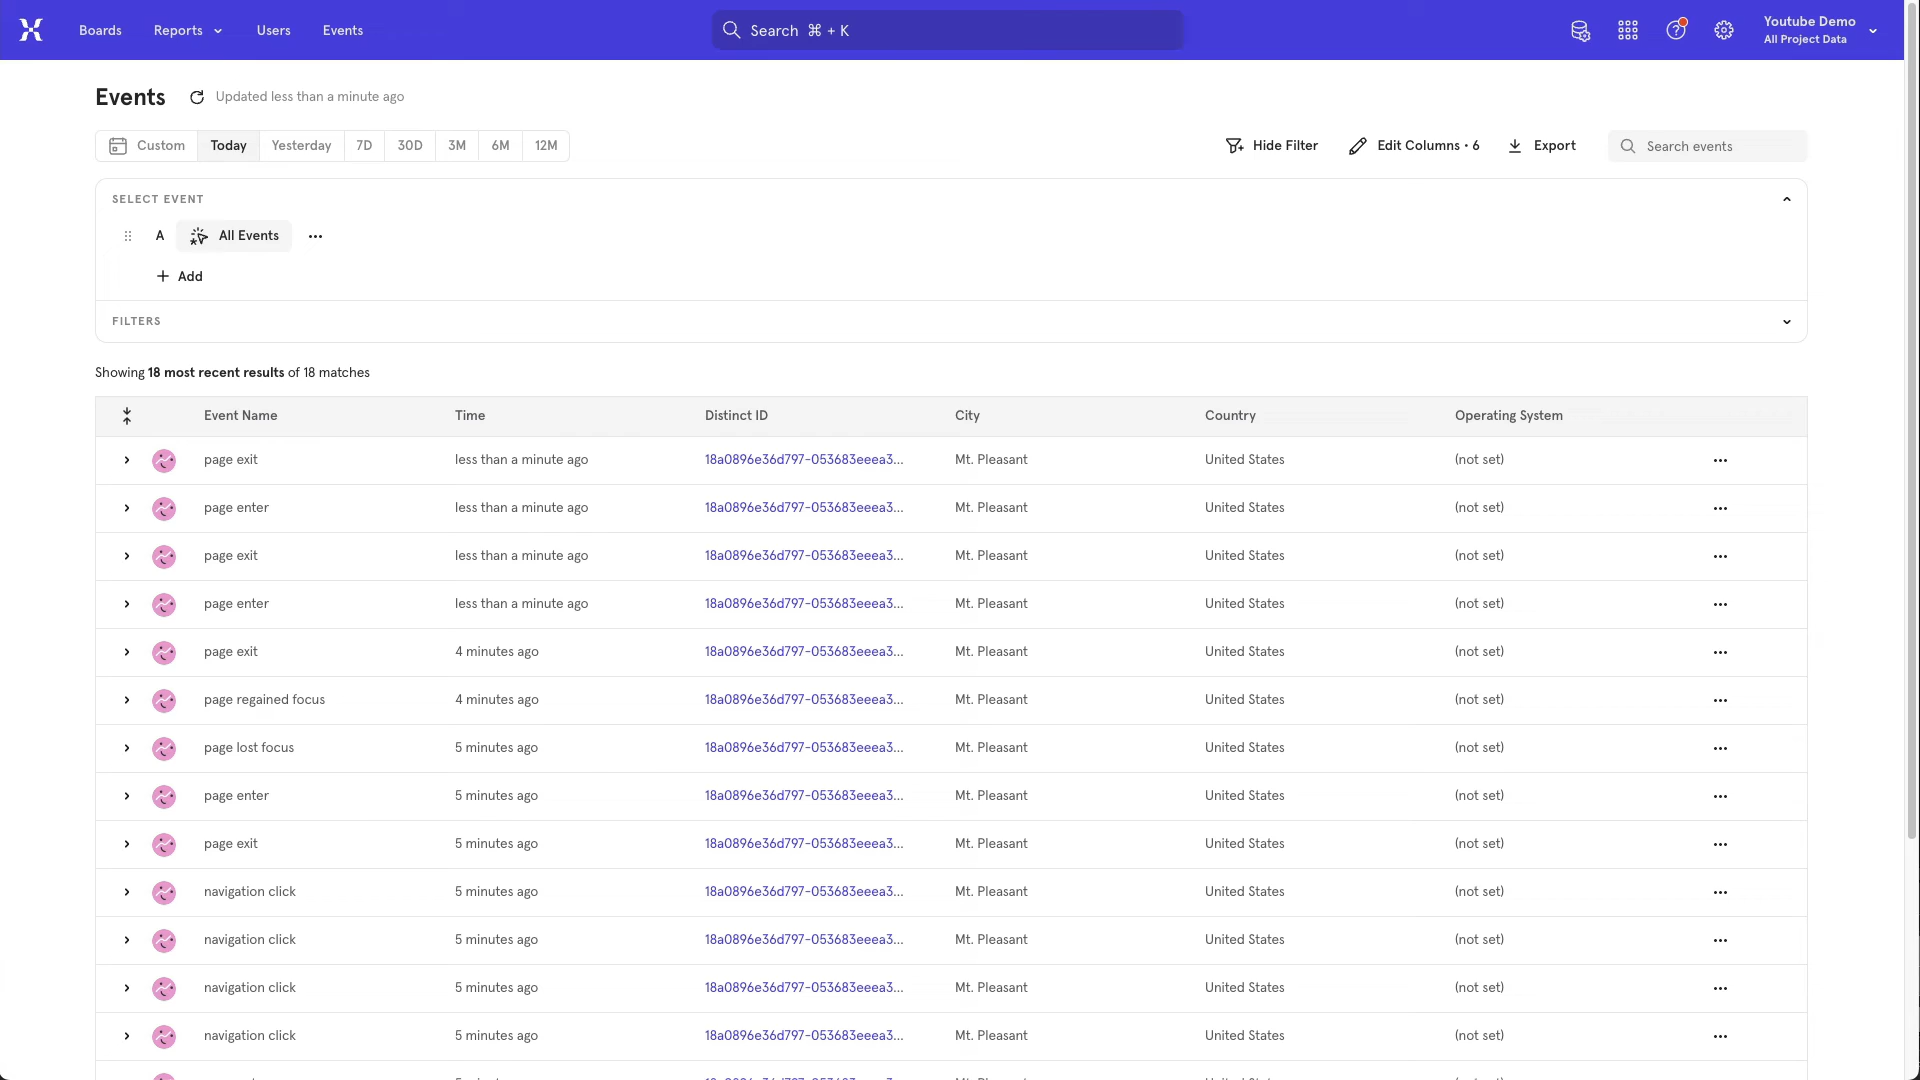 Boards Reports Users Events Search ⌘ + K Youtube Demo
All Project Data
Events Updated less than a minute ago
Custom Today Yesterday 7D 30D 3M 6M 12M Hide Filter Edit Columns • 6 Export Search events
SELECT EVENT
A All Events
Add
FILTERS
Showing 18 most recent results of 18 matches
Event Name Time Distinct ID City Country Operating System
page exit less than a minute ago 18a0896e36d797-053683eeea3... Mt. Pleasant United States (not set)
page enter less than a minute ago 18a0896e36d797-053683eeea3... Mt. Pleasant United States (not set)
page exit less than a minute ago 18a0896e36d797-053683eeea3... Mt. Pleasant United States (not set)
page enter less than a minute ago 18a0896e36d797-053683eeea3... Mt. Pleasant United States (not set)
page exit 4 minutes ago 18a0896e36d797-053683eeea3... Mt. Pleasant United States (not set)
page regained focus 4 minutes ago 18a0896e36d797-053683eeea3... Mt. Pleasant United States (not set)
page lost focus 5 minutes ago 18a0896e36d797-053683eeea3... Mt. Pleasant United States (not set)
page enter 5 minutes ago 18a0896e36d797-053683eeea3... Mt. Pleasant United States (not set)
page exit 5 minutes ago 18a0896e36d797-053683eeea3... Mt. Pleasant United States (not set)
navigation click 5 minutes ago 18a0896e36d797-053683eeea3... Mt. Pleasant United States (not set)
navigation click 5 minutes ago 18a0896e36d797-053683eeea3... Mt. Pleasant United States (not set)
navigation click 5 minutes ago 18a0896e36d797-053683eeea3... Mt. Pleasant United States (not set)
navigation click 5 minutes ago 18a0896e36d797-053683eeea3... Mt. Pleasant United States (not set)